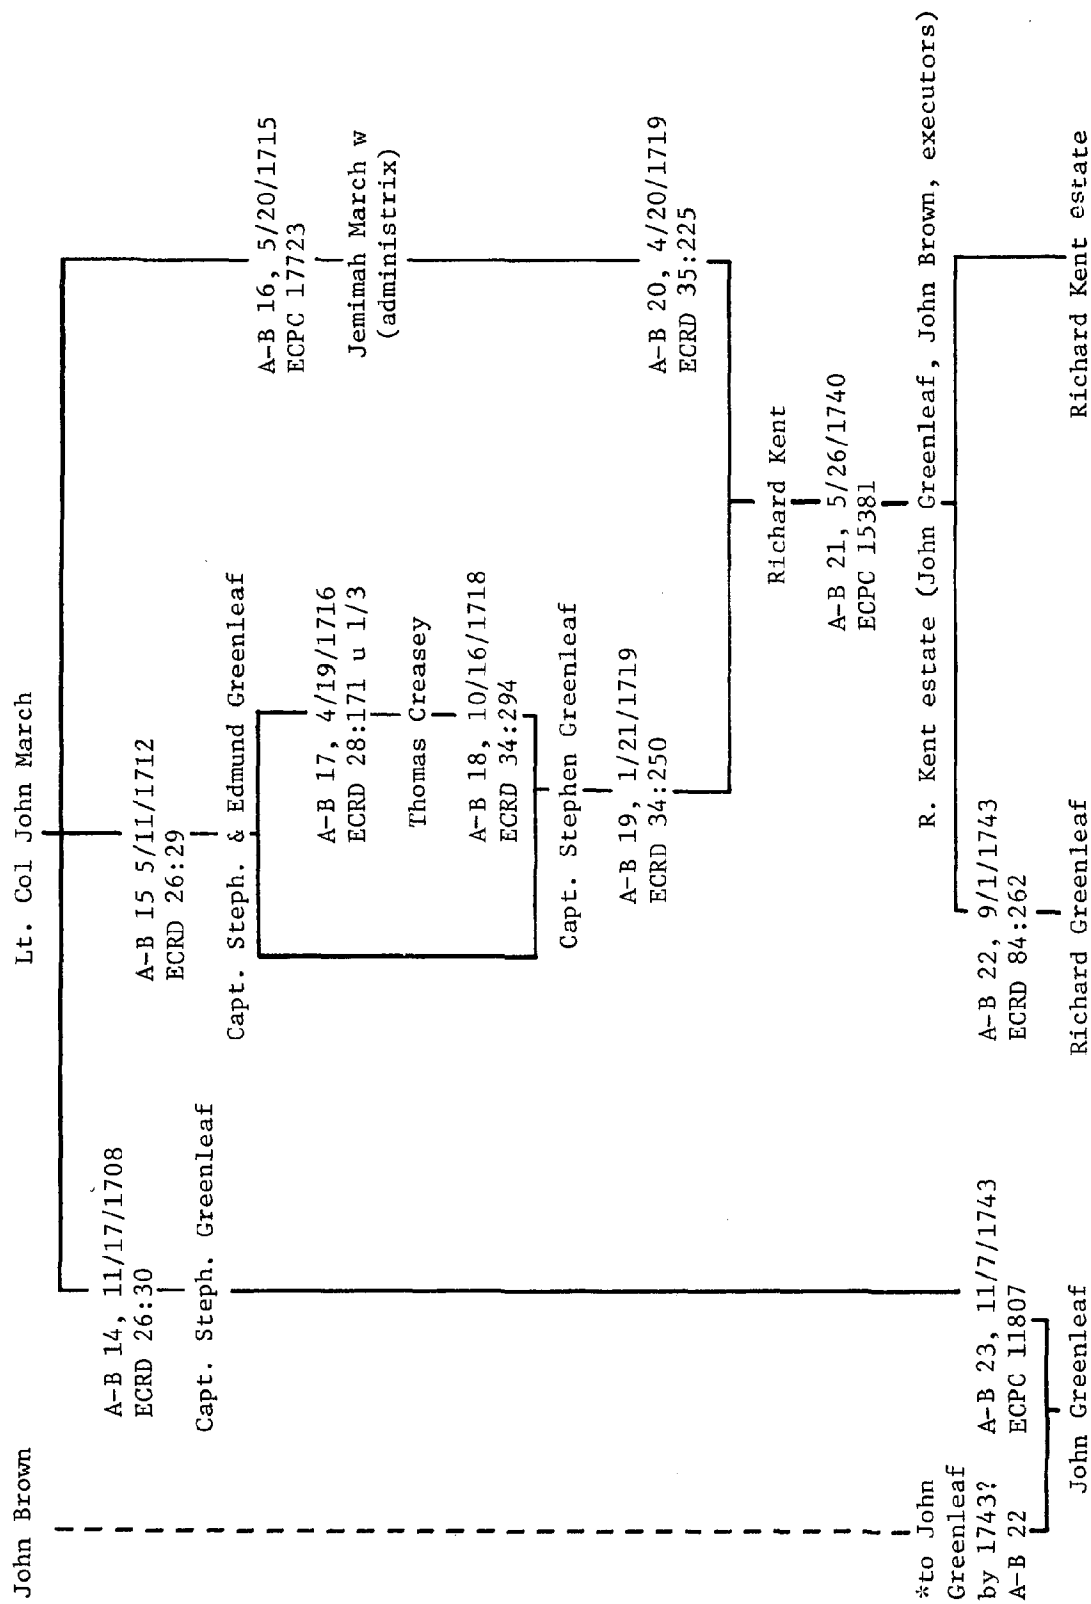 John Brown
Lt. Col John March
A-B 14, 11/17/1708
ECRD 26:30
Capt. Steph. Greenleaf
A-B 15 5/11/1712
ECRD 26:29
Capt. Steph. & Edmund Greenleaf
A-B 17, 4/19/1716
ECRD 28:171 u 1/3
Thomas Creasey
A-B 18, 10/16/1718
ECRD 34:294
Capt. Stephen Greenleaf
A-B 19, 1/21/1719
ECRD 34:250
A-B 16, 5/20/1715
ECPC 17723
Jemimah March w
(administrix)
A-B 20, 4/20/1719
ECRD 35:225
Richard Kent
A-B 21, 5/26/1740
ECPC 15381
R. Kent estate (John Greenleaf, John Brown, executors)
*to John
Greenleaf
by 1743?
A-B 22
A-B 23, 11/7/1743
ECPC 11807
John Greenleaf
A-B 22, 9/1/1743
ECRD 84:262
Richard Greenleaf
Richard Kent estate